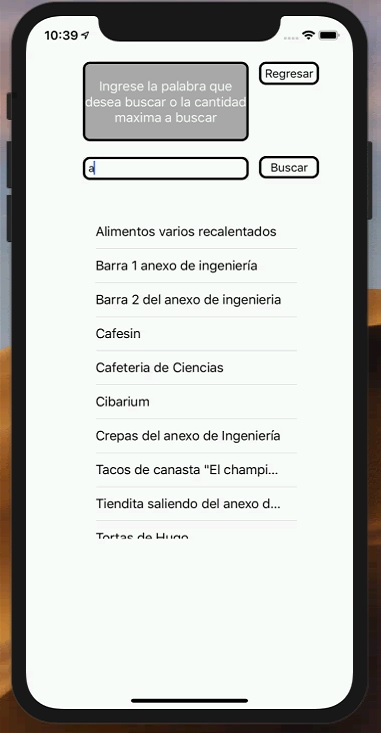 10:39
Ingrese la palabra que
desea buscar o la cantidad
maxima a buscar
Regresar
a
Buscar
Alimentos varios recalentados
Barra 1 anexo de ingeniería
Barra 2 del anexo de ingenieria
Cafesin
Cafeteria de Ciencias
Cibarium
Crepas del anexo de Ingeniería
Tacos de canasta "El champi...
Tiendita saliendo del anexo d...
Tortas de Hugo